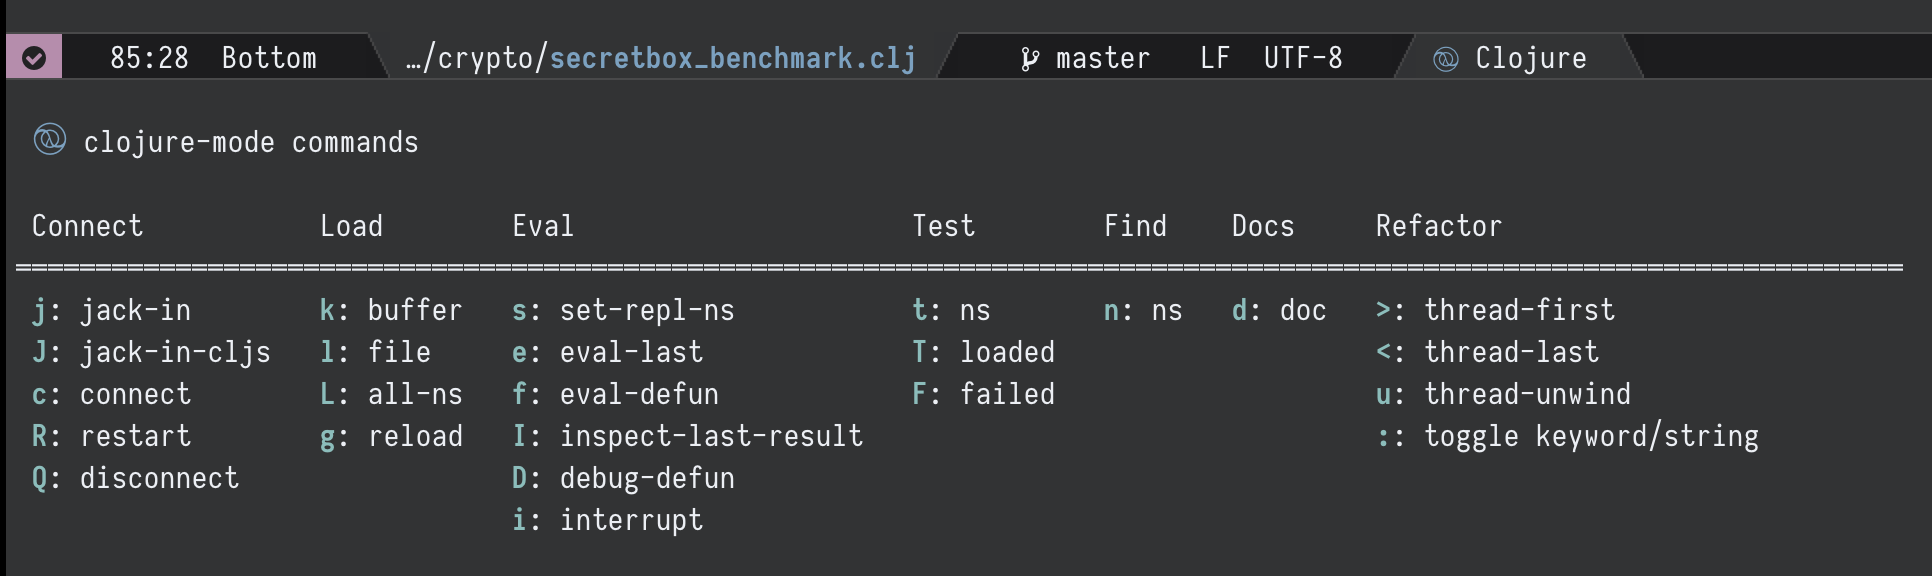 85:28 Bottom …/crypto/secretbox_benchmark.clj master LF UTF-8 Clojure
clojure-mode commands
Connect Load Eval Test Find Docs Refactor
j: jack-in k: buffer s: set-repl-ns t: ns n: ns d: doc >: thread-first
J: jack-in-cljs l: file e: eval-last T: loaded <: thread-last
c: connect L: all-ns f: eval-defun F: failed u: thread-unwind
R: restart g: reload I: inspect-last-result :: toggle keyword/string
Q: disconnect D: debug-defun
i: interrupt